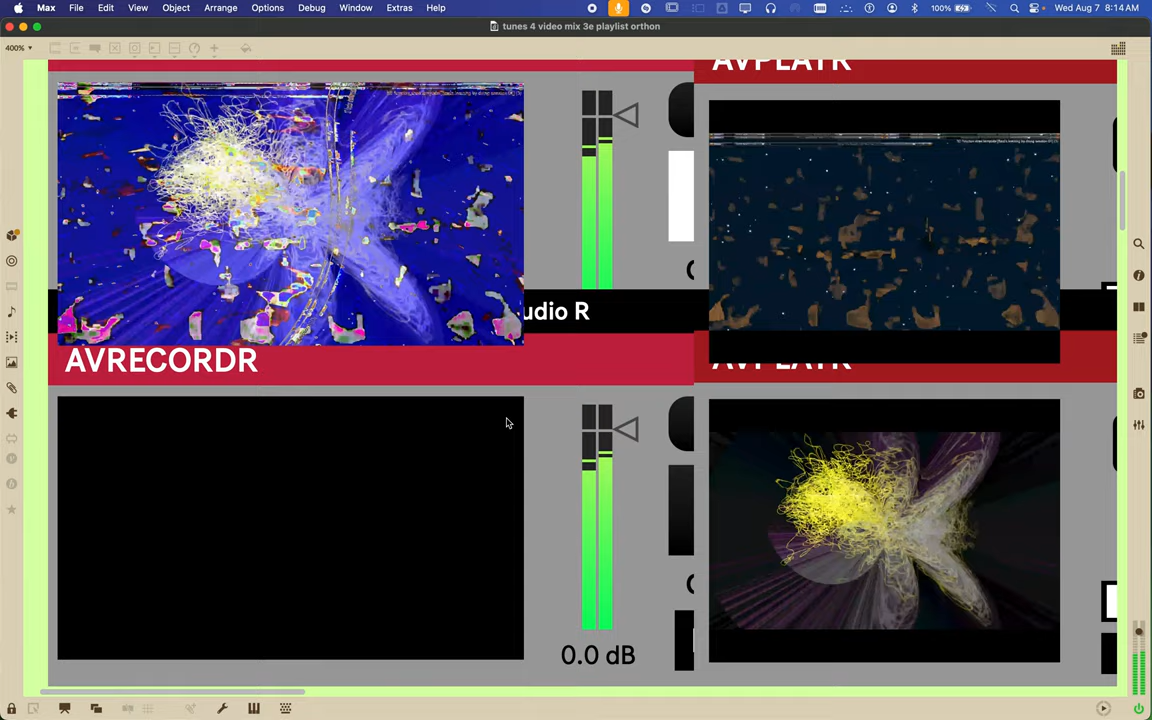 Max File Edit View Object Arrange Options Debug Window Extras Help 100% Wed Aug 7 8:14 AM
tunes 4 video mix 3e playlist orthon
400%
AVPLAYR
udio R
AVRECORDR
AVPLAYR
0.0 dB